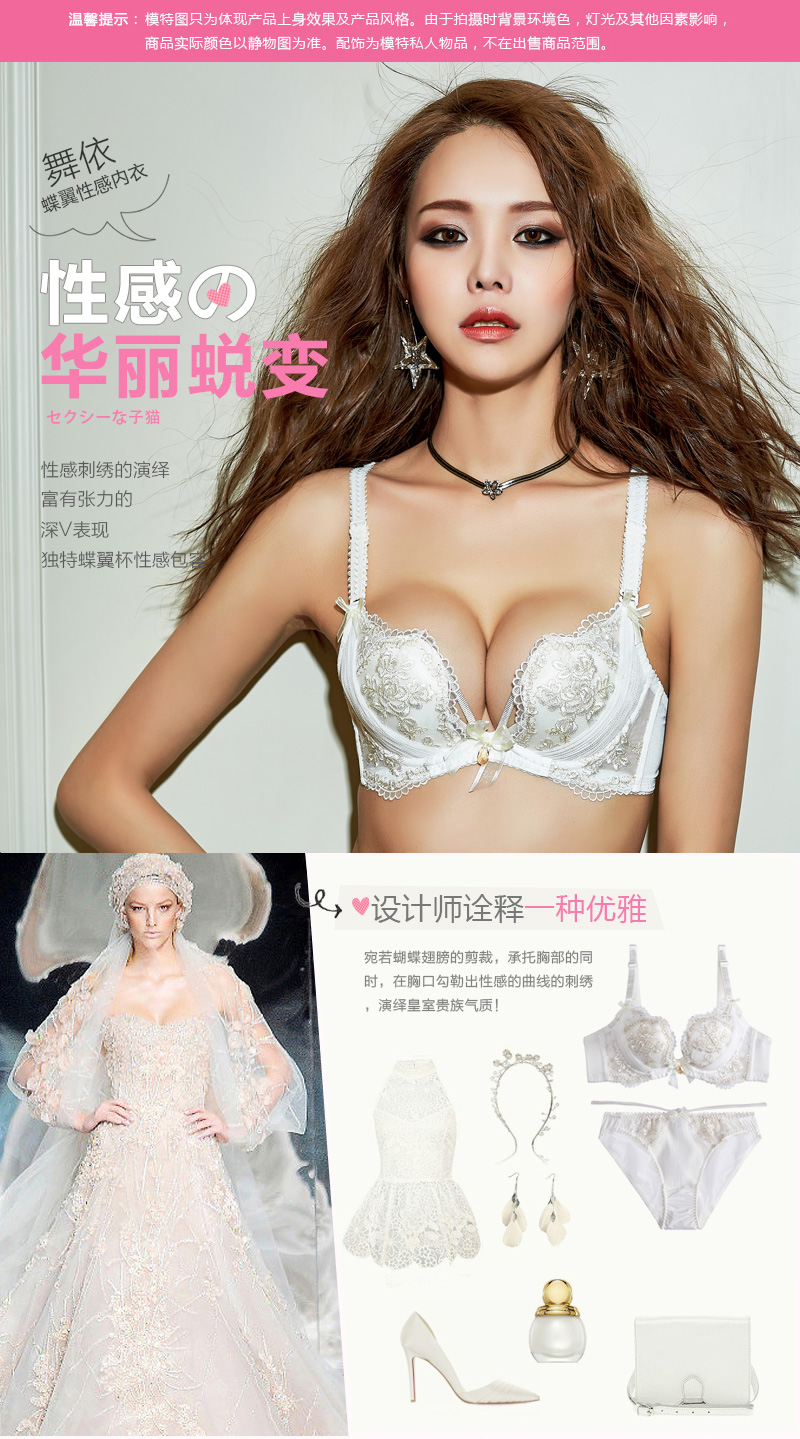 温馨提示：模特图只为体现产品上身效果及产品风格。由于拍摄时背景环境色，灯光及其他因素影响，
商品实际颜色以静物图为准。配饰为模特私人物品，不在出售商品范围。
舞依
蝶翼性感内衣
性感の
华丽蜕变
セクシーな子猫
性感刺绣的演绎
富有张力的
深V表现
独特蝶翼杯性感包容
设计师诠释一种优雅
宛若蝴蝶翅膀的剪裁，承托胸部的同
时，在胸口勾勒出性感的曲线的刺绣
，演绎皇室贵族气质！